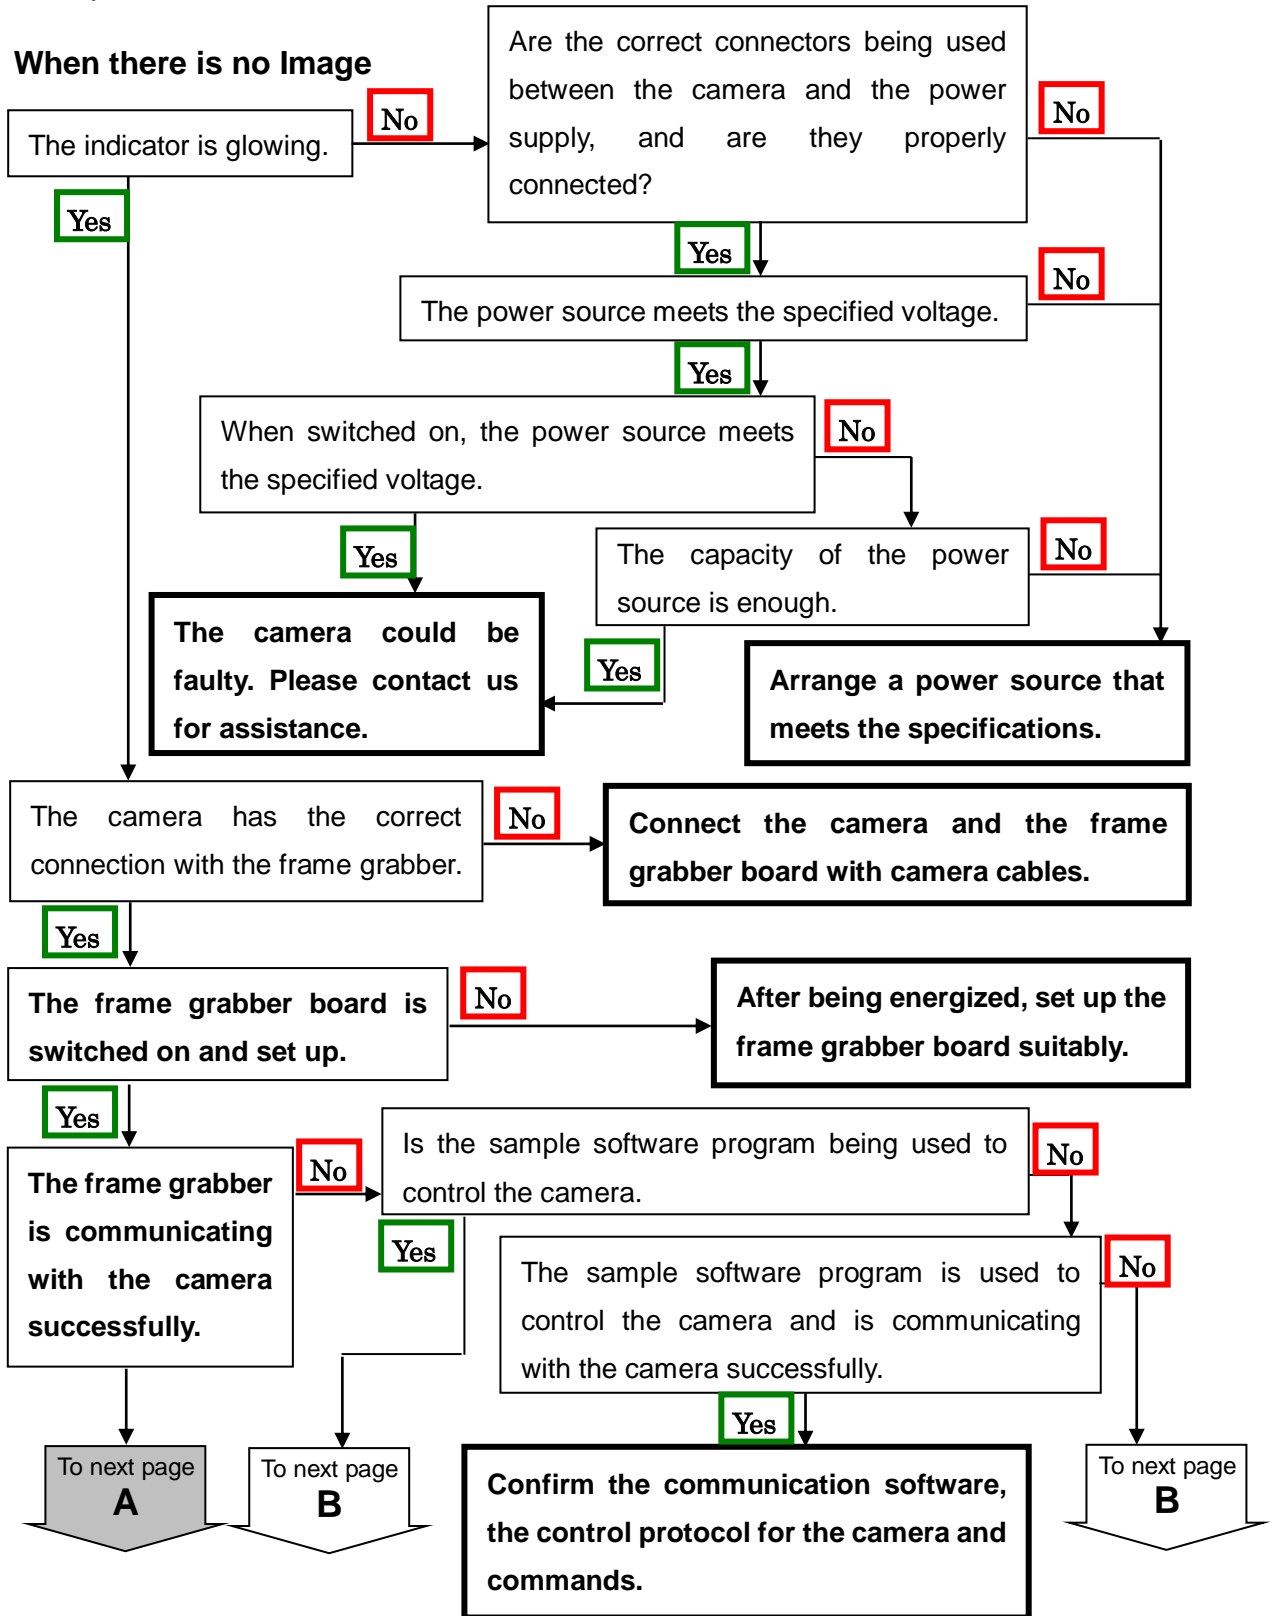 When there is no Image
Are the correct connectors being used
between the camera and the power
supply, and are they properly
connected?
No
No
The indicator is glowing.
Yes
Yes
No
The power source meets the specified voltage.
Yes
When switched on, the power source meets
the specified voltage.
No
Yes
The capacity of the power
source is enough.
No
The camera could be
faulty. Please contact us
for assistance.
Yes
Arrange a power source that
meets the specifications.
The camera has the correct
connection with the frame grabber.
No
Connect the camera and the frame
grabber board with camera cables.
Yes
The frame grabber board is
switched on and set up.
No
After being energized, set up the
frame grabber board suitably.
Yes
The frame grabber
is communicating
with the camera
successfully.
No
Is the sample software program being used to
control the camera.
No
Yes
The sample software program is used to
control the camera and is communicating
with the camera successfully.
No
Yes
To next page
A
To next page
B
Confirm the communication software,
the control protocol for the camera and
commands.
To next page
B